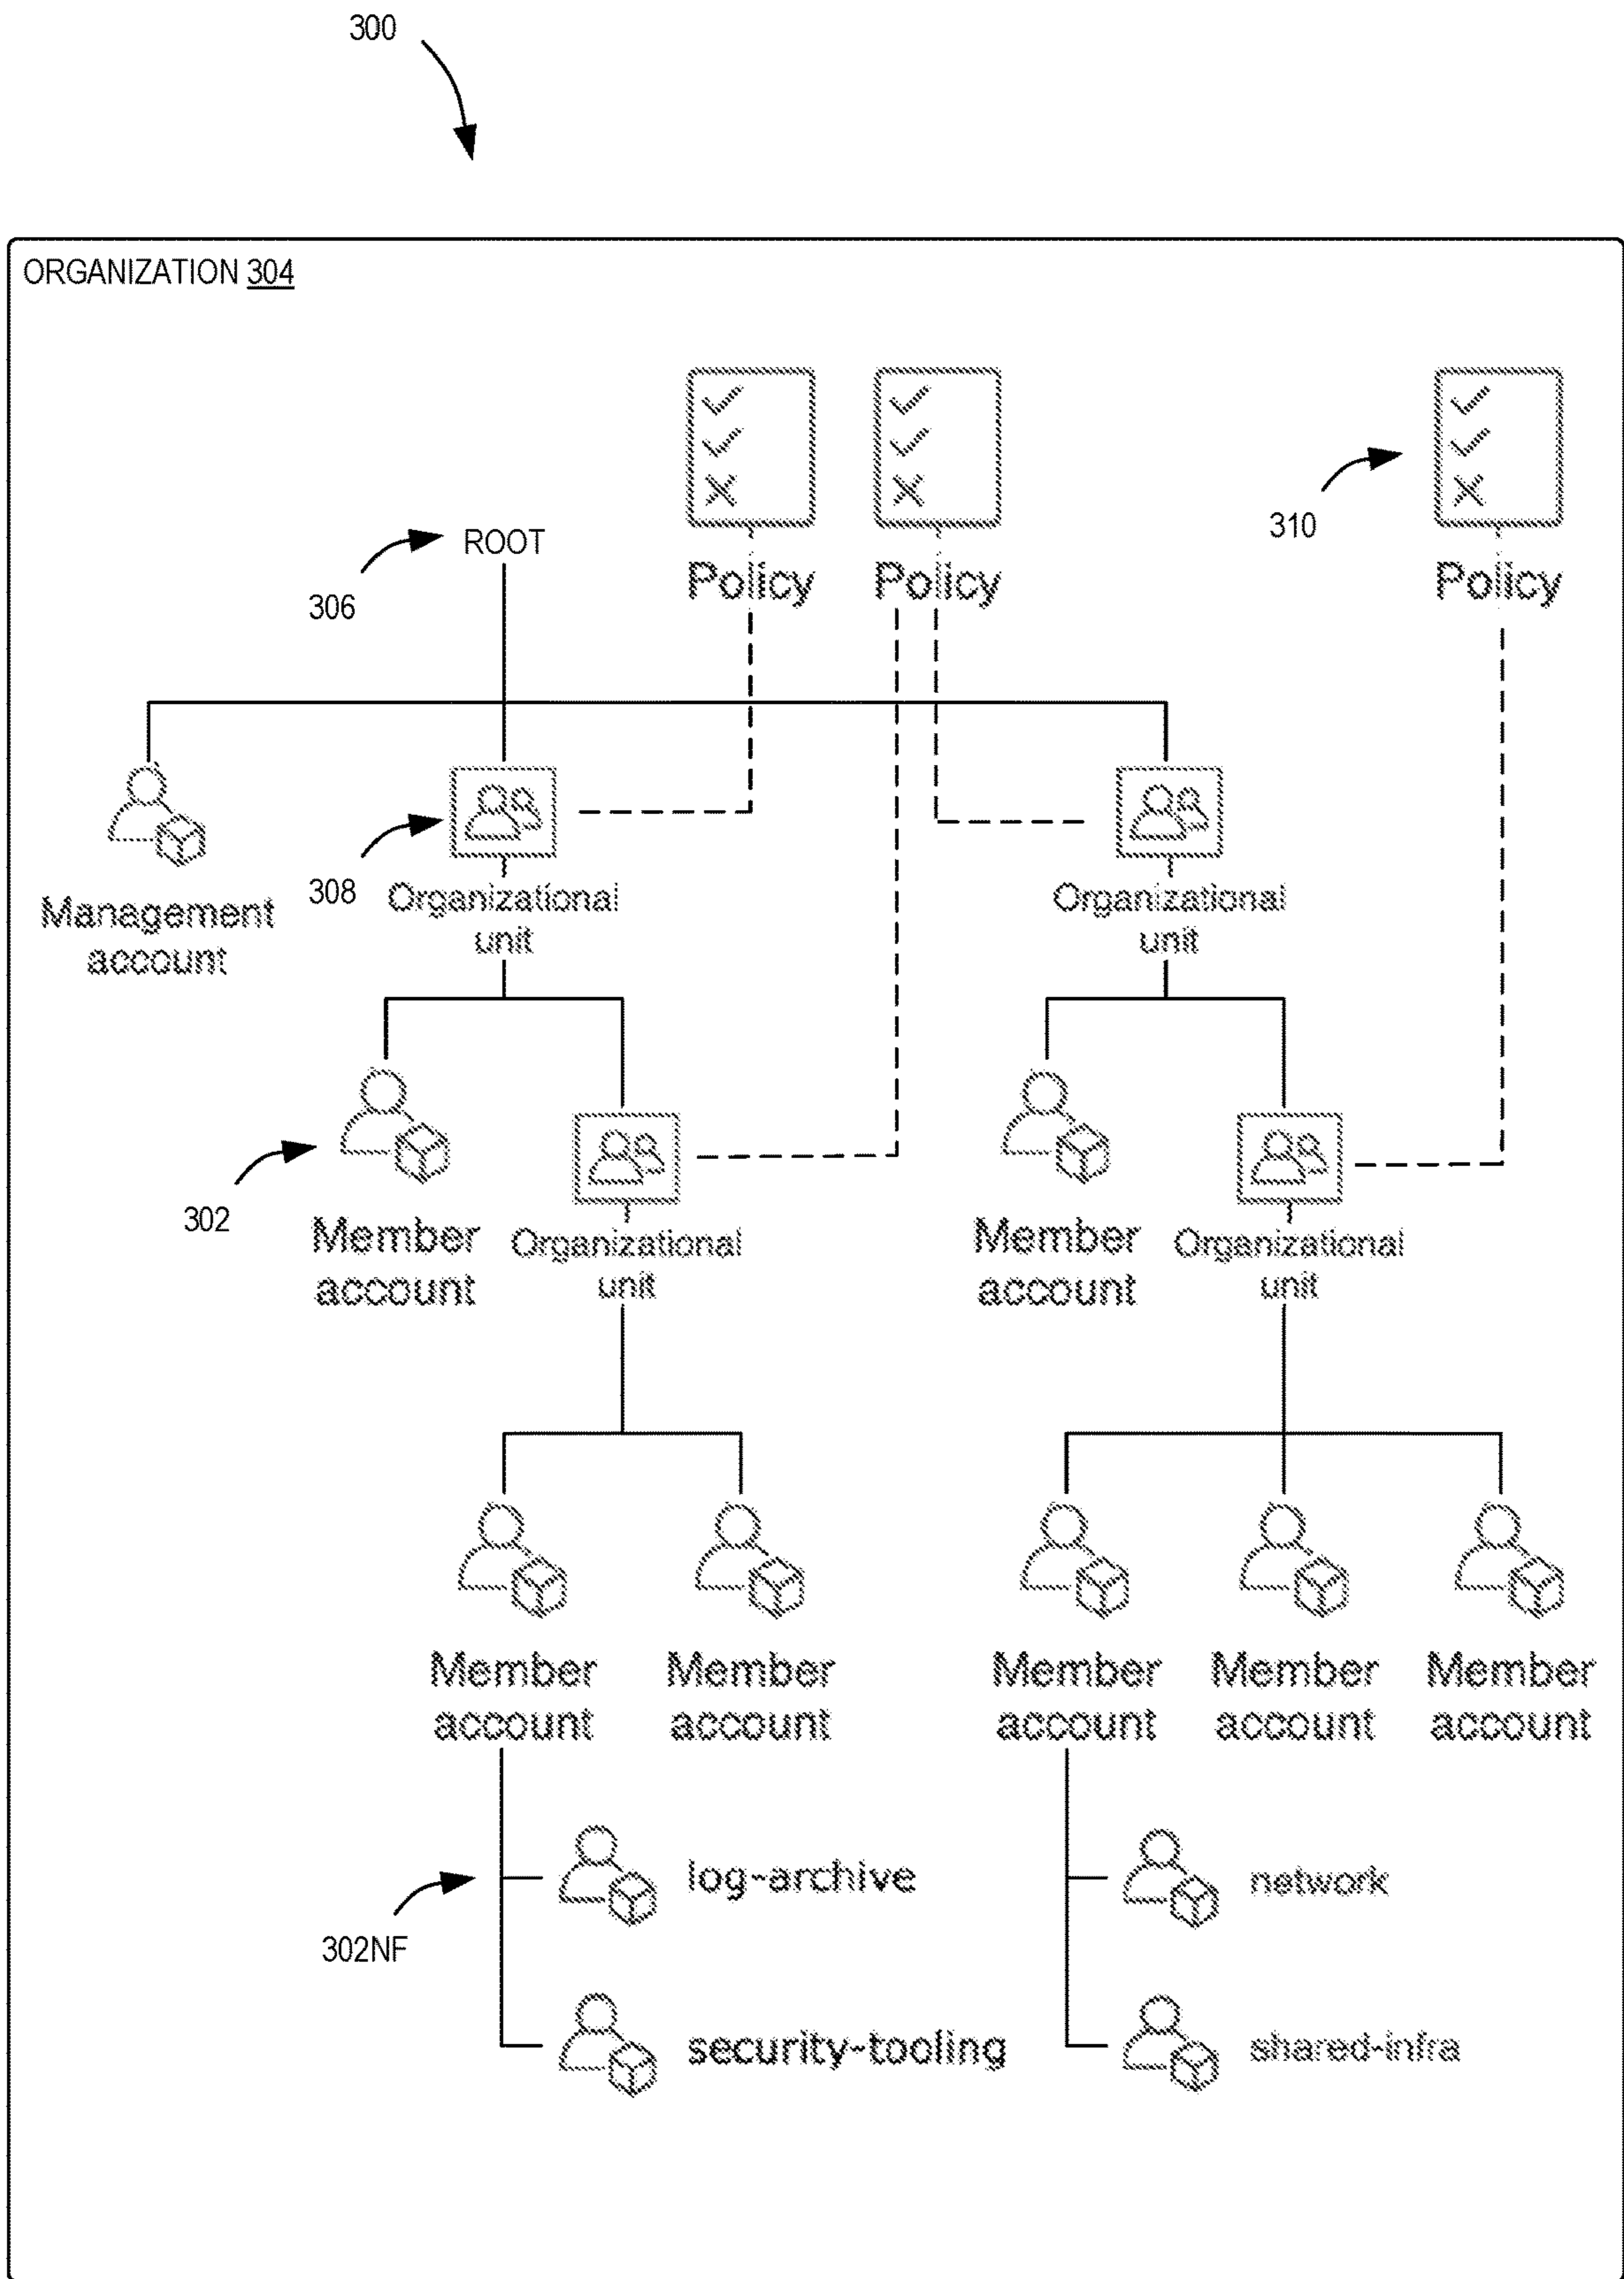 300
ORGANIZATION 304
310
ROOT
306
Policy
Policy
Policy
308
Management
account
Organizational
unit
Organizational
unit
302
Member
account
Organizational
unit
Member
account
Organizational
unit
Member
account
Member
account
Member
account
Member
account
Member
account
302NF
log-archive
network
security-tooling
shared-infra